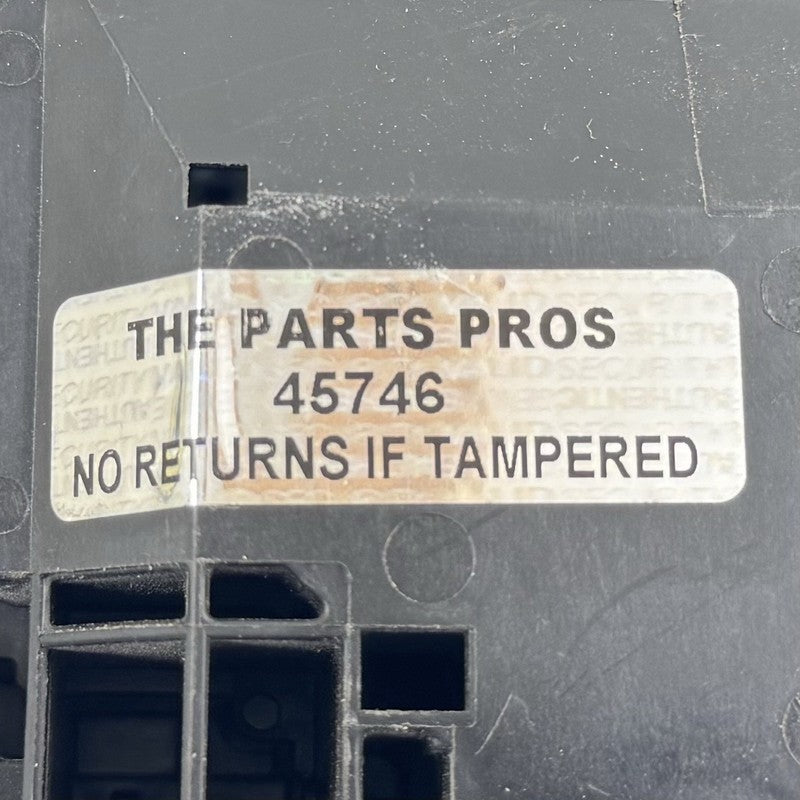 THE PARTS PROS
45746
NO RETURNS IF TAMPERED